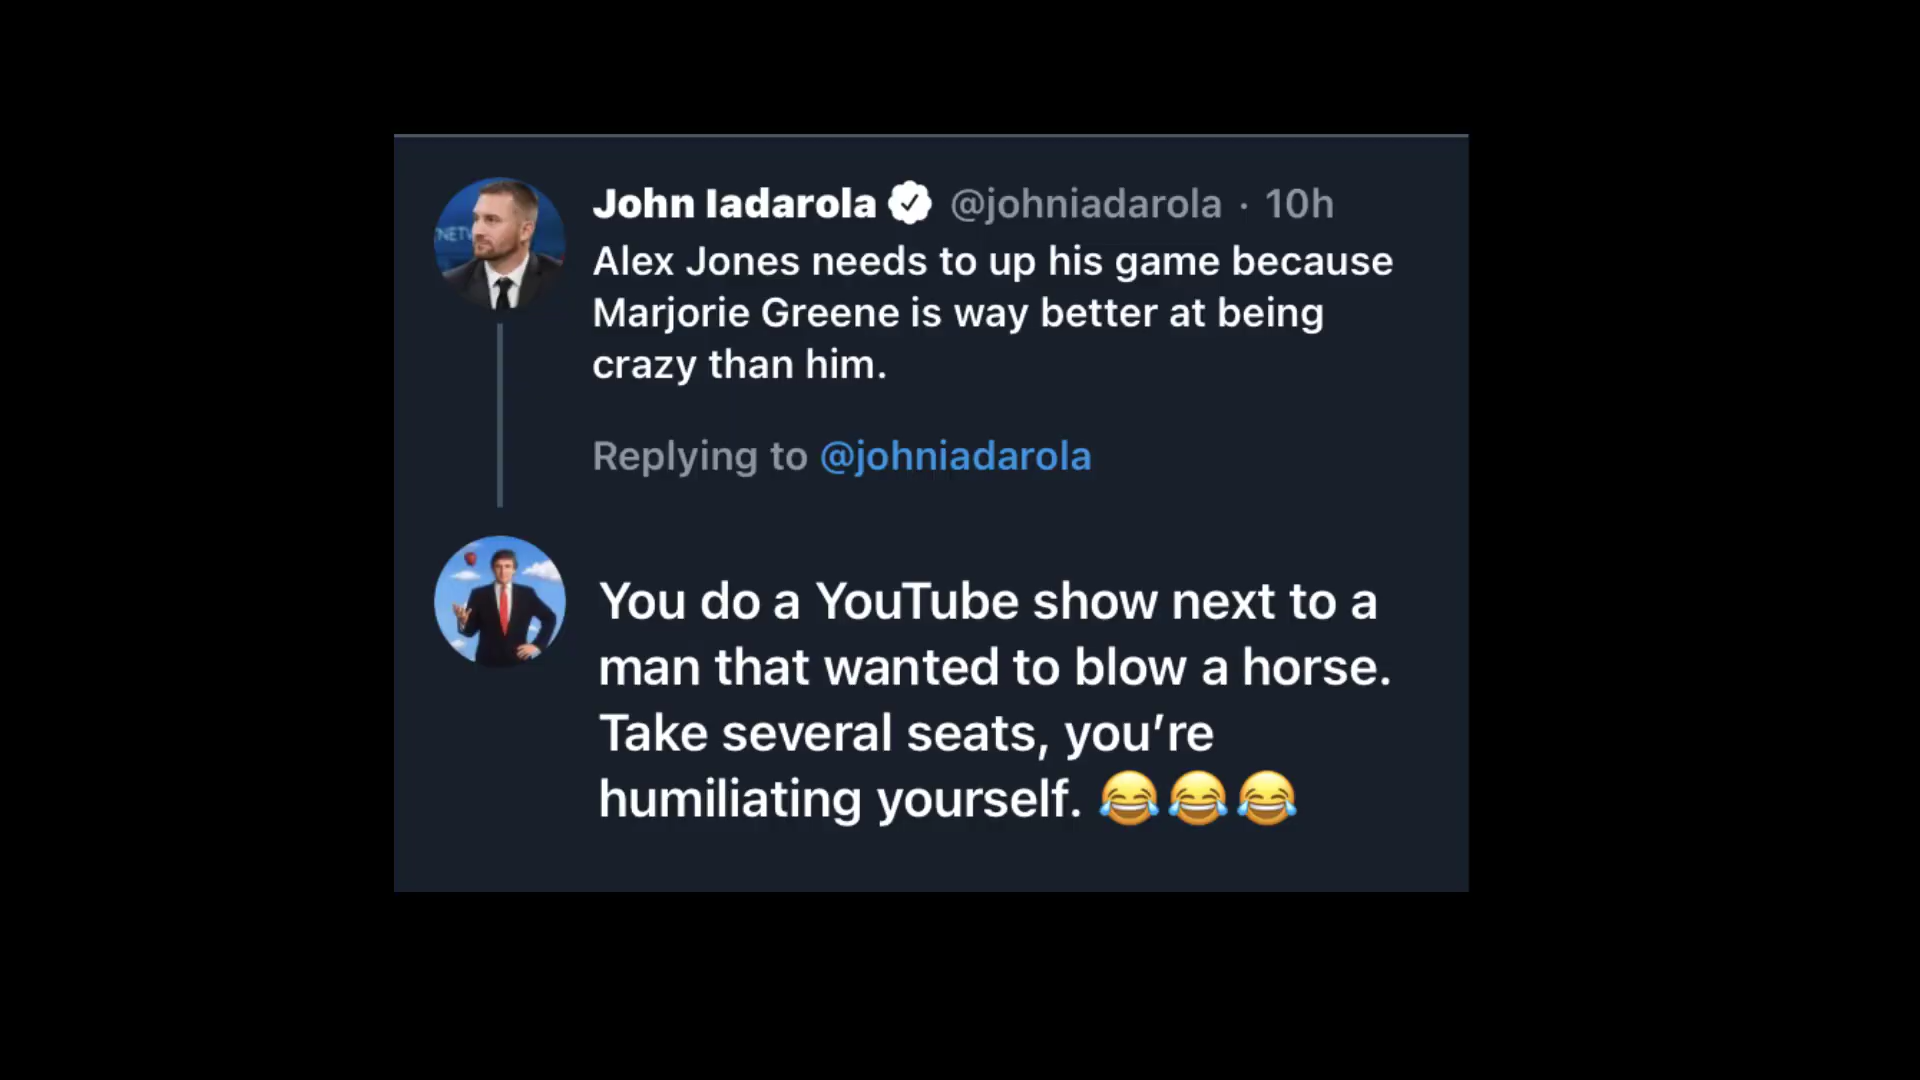 John Iadarola @johniadarola · 10h
Alex Jones needs to up his game because
Marjorie Greene is way better at being
crazy than him.
Replying to @johniadarola
You do a YouTube show next to a
man that wanted to blow a horse.
Take several seats, you’re
humiliating yourself. 😂😂😂